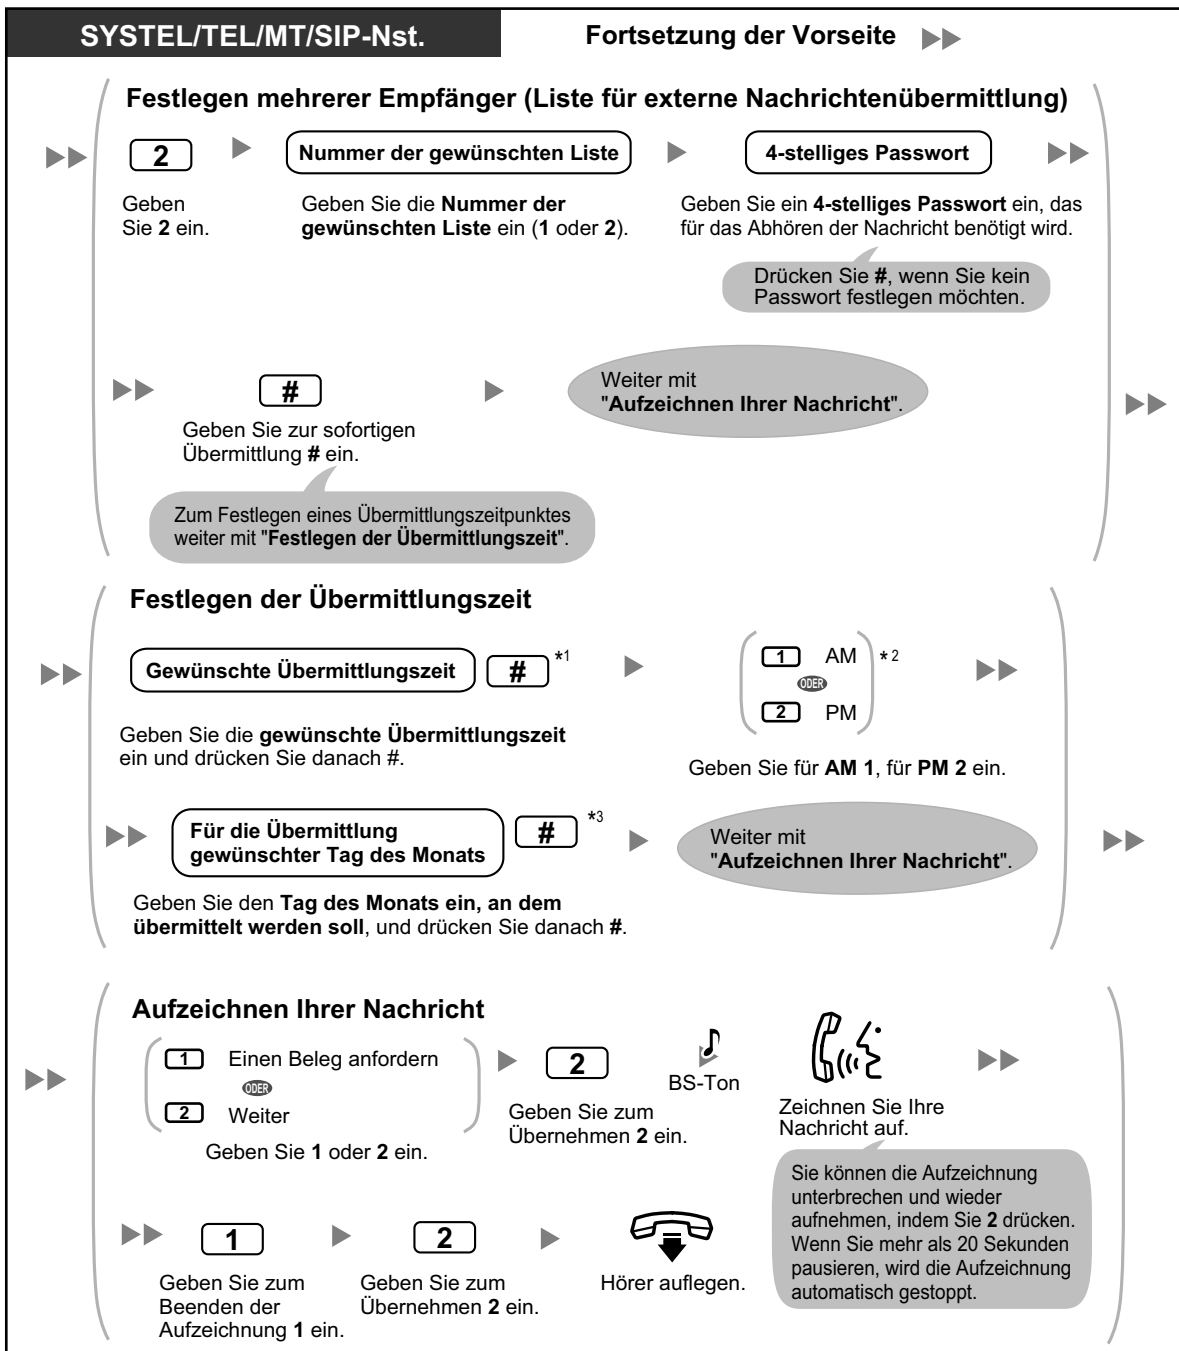 SYSTEL/TEL/MT/SIP-Nst.
Fortsetzung der Vorseite
Festlegen mehrerer Empfänger (Liste für externe Nachrichtenübermittlung)
2
Nummer der gewünschten Liste
4-stelliges Passwort
Geben
Sie 2 ein.
Geben Sie die Nummer der
gewünschten Liste ein (1 oder 2).
Geben Sie ein 4-stelliges Passwort ein, das
für das Abhören der Nachricht benötigt wird.
Drücken Sie #, wenn Sie kein
Passwort festlegen möchten.
#
Weiter mit
"Aufzeichnen Ihrer Nachricht".
Geben Sie zur sofortigen
Übermittlung # ein.
Zum Festlegen eines Übermittlungszeitpunktes
weiter mit "Festlegen der Übermittlungszeit".
Festlegen der Übermittlungszeit
Gewünschte Übermittlungszeit # *1
1 AM *2
ODER
2 PM
Geben Sie die gewünschte Übermittlungszeit
ein und drücken Sie danach #.
Geben Sie für AM 1, für PM 2 ein.
Für die Übermittlung
gewünschter Tag des Monats
# *3
Weiter mit
"Aufzeichnen Ihrer Nachricht".
Geben Sie den Tag des Monats ein, an dem
übermittelt werden soll, und drücken Sie danach #.
Aufzeichnen Ihrer Nachricht
1 Einen Beleg anfordern
ODER
2 Weiter
Geben Sie 1 oder 2 ein.
2
Geben Sie zum
Übernehmen 2 ein.
BS-Ton
Zeichnen Sie Ihre
Nachricht auf.
Sie können die Aufzeichnung
unterbrechen und wieder
aufnehmen, indem Sie 2 drücken.
Wenn Sie mehr als 20 Sekunden
pausieren, wird die Aufzeichnung
automatisch gestoppt.
1
Geben Sie zum
Beenden der
Aufzeichnung 1 ein.
2
Geben Sie zum
Übernehmen 2 ein.
Hörer auflegen.